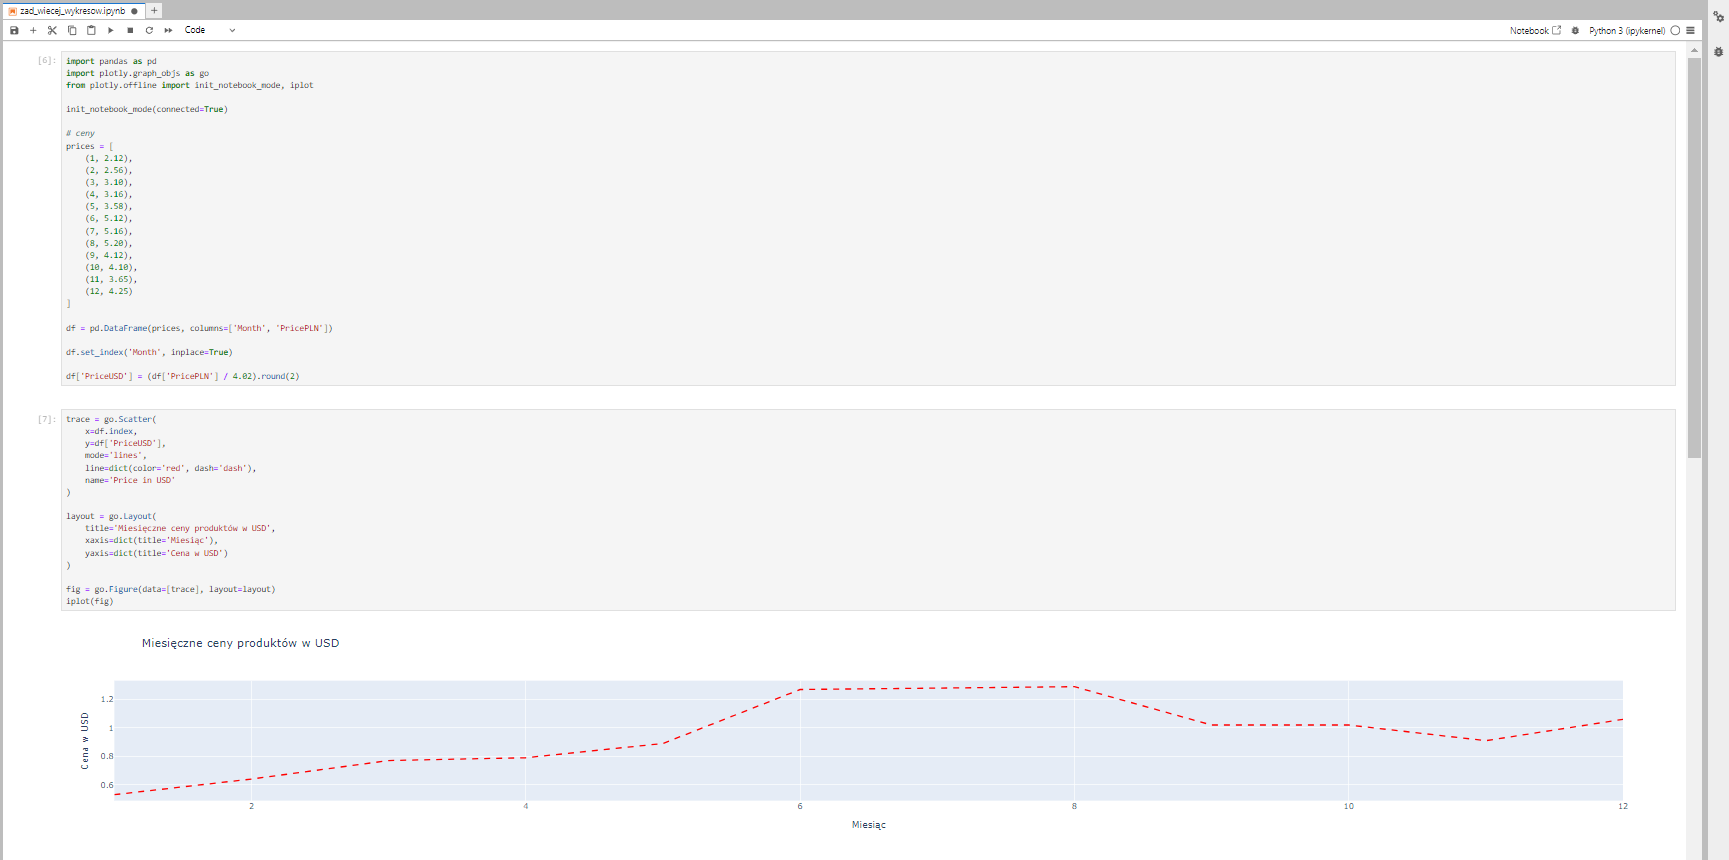 zad_wiecej_wykresow.ipynb
Code
Notebook
Python 3 (ipykernel)
[6]:
import pandas as pd
import plotly.graph_objs as go
from plotly.offline import init_notebook_mode, iplot
init_notebook_mode(connected=True)
# ceny
prices = [
(1, 2.12),
(2, 2.56),
(3, 3.10),
(4, 3.16),
(5, 3.58),
(6, 5.12),
(7, 5.16),
(8, 5.20),
(9, 4.12),
(10, 4.10),
(11, 3.65),
(12, 4.25)
]
df = pd.DataFrame(prices, columns=['Month', 'PricePLN'])
df.set_index('Month', inplace=True)
df['PriceUSD'] = (df['PricePLN'] / 4.02).round(2)
[7]:
trace = go.Scatter(
x=df.index,
y=df['PriceUSD'],
mode='lines',
line=dict(color='red', dash='dash'),
name='Price in USD'
)
layout = go.Layout(
title='Miesięczne ceny produktów w USD',
xaxis=dict(title='Miesiąc'),
yaxis=dict(title='Cena w USD')
)
fig = go.Figure(data=[trace], layout=layout)
iplot(fig)
Miesięczne ceny produktów w USD
Cena w USD
1.2
1
0.8
0.6
2 4 6 8 10 12
Miesiąc